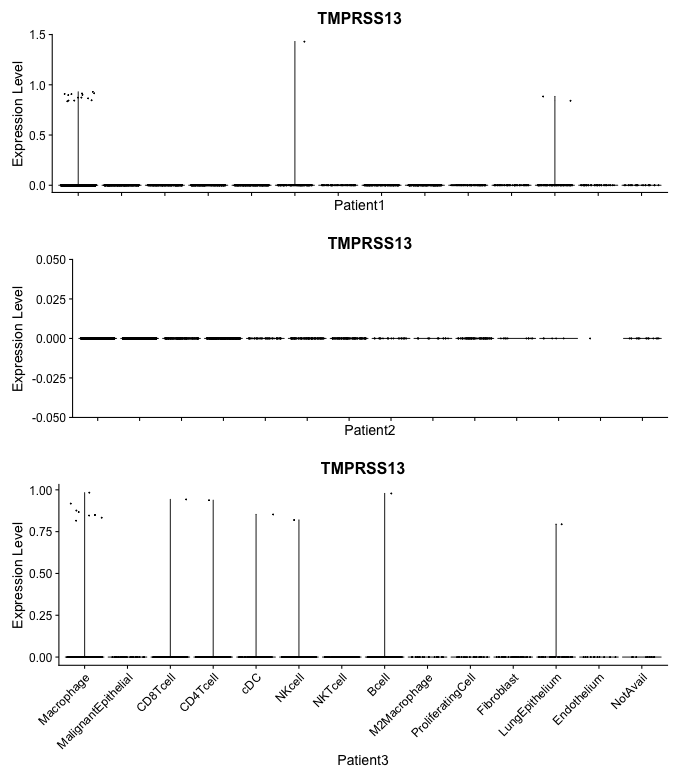 TMPRSS13
Expression Level
1.5
1.0
0.5
0.0
Patient1
TMPRSS13
Expression Level
0.050
0.025
0.000
-0.025
-0.050
Patient2
TMPRSS13
Expression Level
1.00
0.75
0.50
0.25
0.00
Macrophage
MalignantEpithelial
CD8Tcell
CD4Tcell
cDC
NKcell
NKTcell
Bcell
M2Macrophage
ProliferatingCell
Fibroblast
LungEpithelium
Endothelium
NotAvail
Patient3